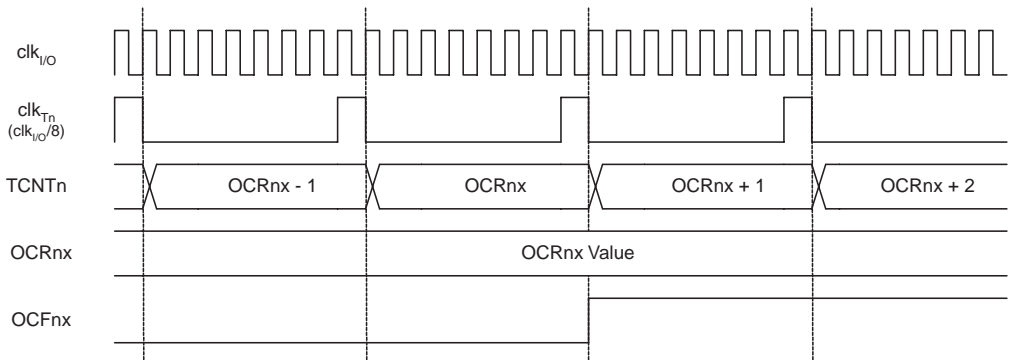 clkI/O
clkTn
(clkI/O/8)
TCNTn
OCRnx - 1
OCRnx
OCRnx + 1
OCRnx + 2
OCRnx
OCRnx Value
OCFnx